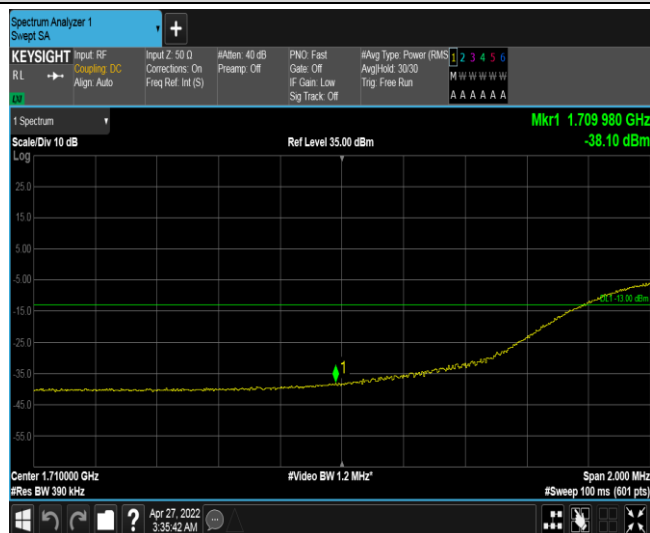 Spectrum Analyzer 1
Swept SA
+
KEYSIGHT
RL
LXI
Input: RF
Coupling: DC
Align: Auto
Input Z: 50 Ω
Corrections: On
Freq Ref: Int (S)
#Atten: 40 dB
Preamp: Off
PNO: Fast
Gate: Off
IF Gain: Low
Sig Track: Off
#Avg Type: Power (RMS
Avg|Hold: 30/30
Trig: Free Run
1 2 3 4 5 6
M W W W W W
A A A A A A
1 Spectrum
Scale/Div 10 dB
Ref Level 35.00 dBm
Mkr1 1.709 980 GHz
-38.10 dBm
Log
25.0
15.0
5.00
-5.00
DL1 -13.00 dBm
-15.0
-25.0
-35.0
1
-45.0
-55.0
Center 1.710000 GHz
#Video BW 1.2 MHz*
Span 2.000 MHz
#Res BW 390 kHz
#Sweep 100 ms (601 pts)
?
Apr 27, 2022
3:35:42 AM